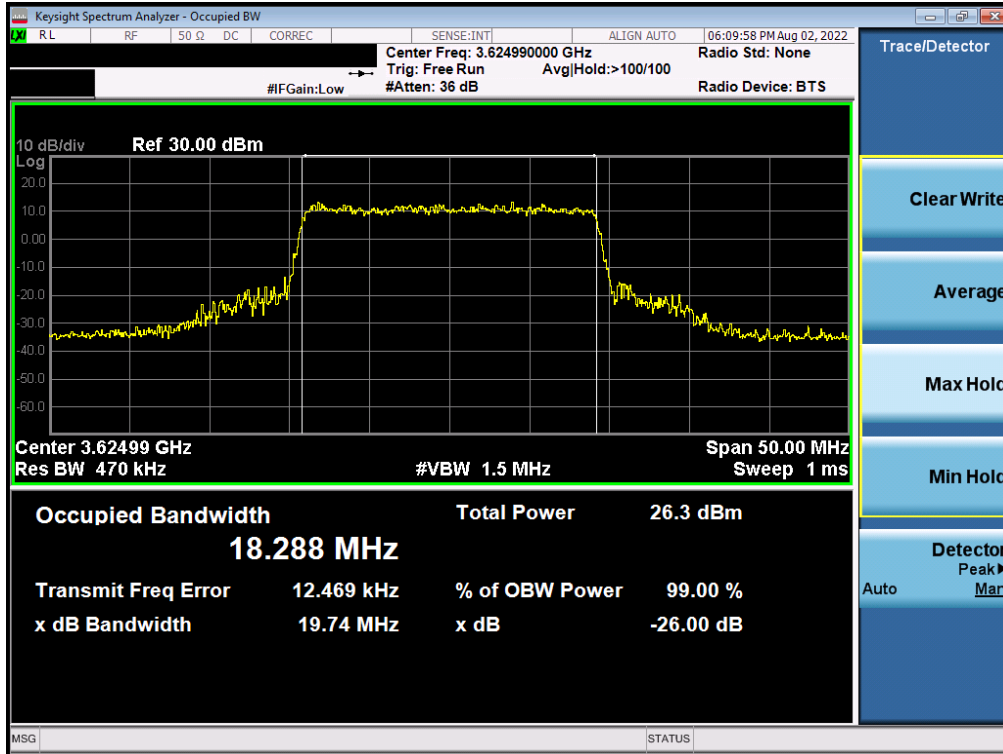 Keysight Spectrum Analyzer - Occupied BW
LXI RL RF 50 Ω DC CORREC SENSE:INT ALIGN AUTO 06:09:58 PM Aug 02, 2022
Center Freq: 3.624990000 GHz Radio Std: None
Trig: Free Run Avg|Hold:>100/100
#IFGain:Low #Atten: 36 dB Radio Device: BTS
10 dB/div Ref 30.00 dBm
Log
20.0
10.0
0.00
-10.0
-20.0
-30.0
-40.0
-50.0
-60.0
Center 3.62499 GHz Span 50.00 MHz
Res BW 470 kHz #VBW 1.5 MHz Sweep 1 ms
Occupied Bandwidth Total Power 26.3 dBm
18.288 MHz
Transmit Freq Error 12.469 kHz % of OBW Power 99.00 %
x dB Bandwidth 19.74 MHz x dB -26.00 dB
MSG STATUS
Trace/Detector
Clear Write
Average
Max Hold
Min Hold
Detector
Peak▶
Auto Man